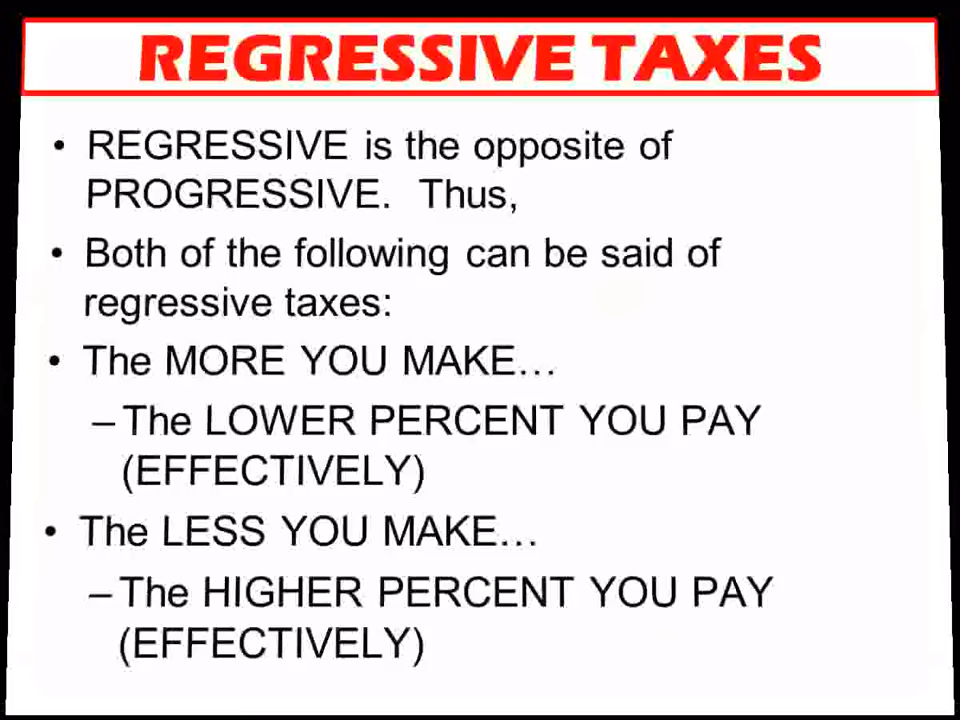 REGRESSIVE TAXES
• REGRESSIVE is the opposite of
PROGRESSIVE.  Thus,
• Both of the following can be said of
regressive taxes:
• The MORE YOU MAKE…
– The LOWER PERCENT YOU PAY
(EFFECTIVELY)
• The LESS YOU MAKE…
– The HIGHER PERCENT YOU PAY
(EFFECTIVELY)